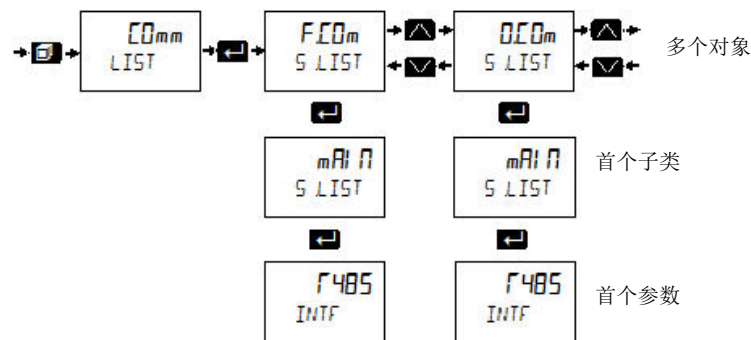 COmm
LIST
F.COm
S.LIST
O.COm
S.LIST
多个对象
mAIN
S.LIST
mAIN
S.LIST
首个子类
r485
INTF
r485
INTF
首个参数